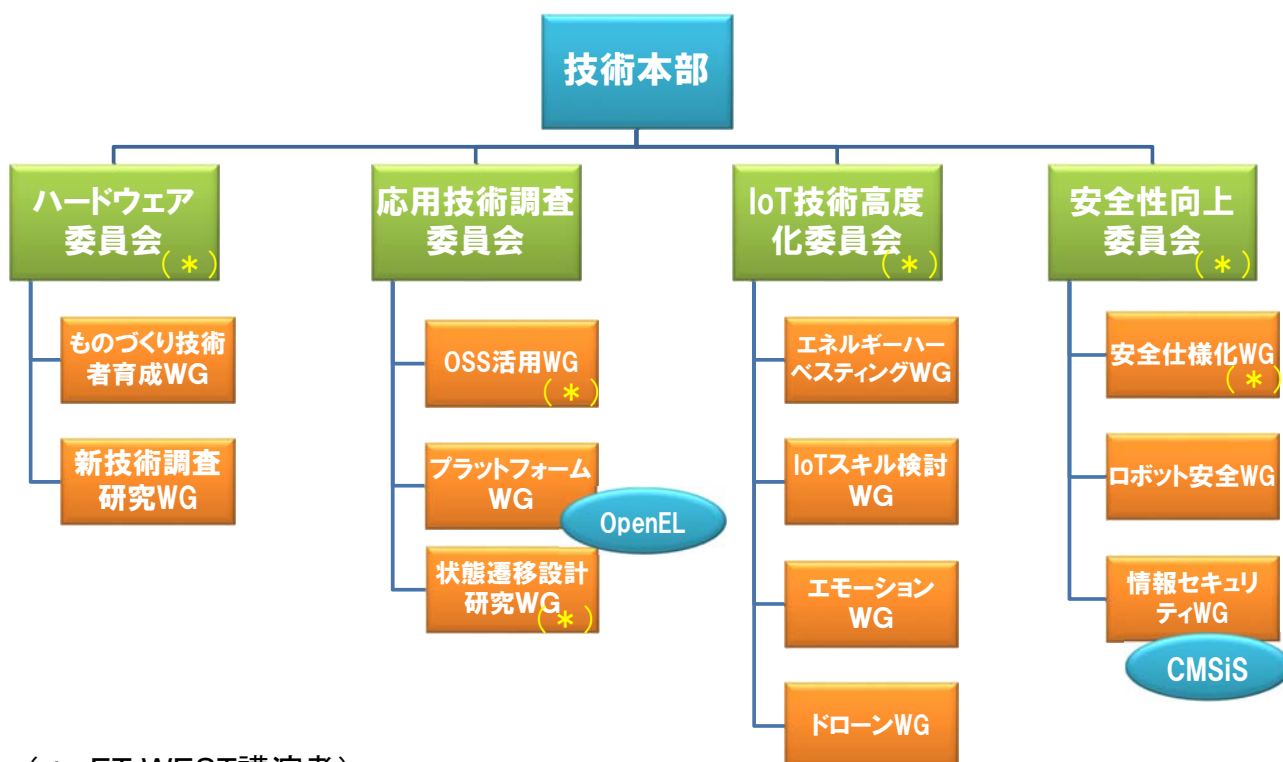 技術本部
ハードウェア
委員会
(*)
ものづくり技術
者育成WG
新技術調査
研究WG
応用技術調査
委員会
OSS活用WG
(*)
プラットフォーム
WG
OpenEL
状態遷移設計
研究WG
(*)
IoT技術高度
化委員会
(*)
エネルギーハー
ベスティングWG
IoTスキル検討
WG
エモーション
WG
ドローンWG
安全性向上
委員会
(*)
安全仕様化WG
(*)
ロボット安全WG
情報セキュリ
ティWG
CMSiS
ET WEST講演者)